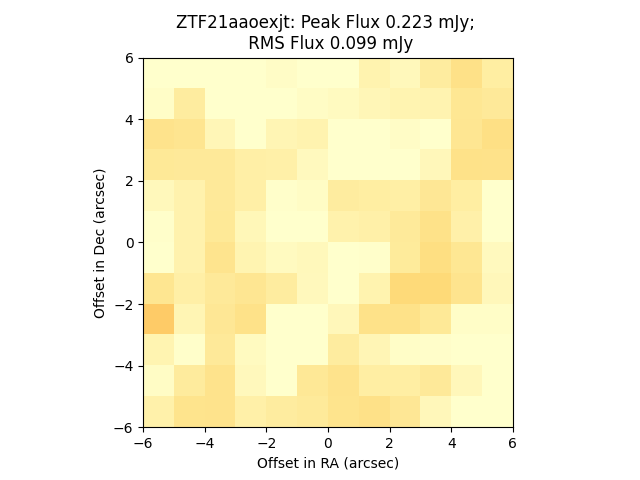 ZTF21aaoexjt: Peak Flux 0.223 mJy;
RMS Flux 0.099 mJy
6
4
2
0
−2
−4
−6
Offset in Dec (arcsec)
−6 −4 −2 0 2 4 6
Offset in RA (arcsec)